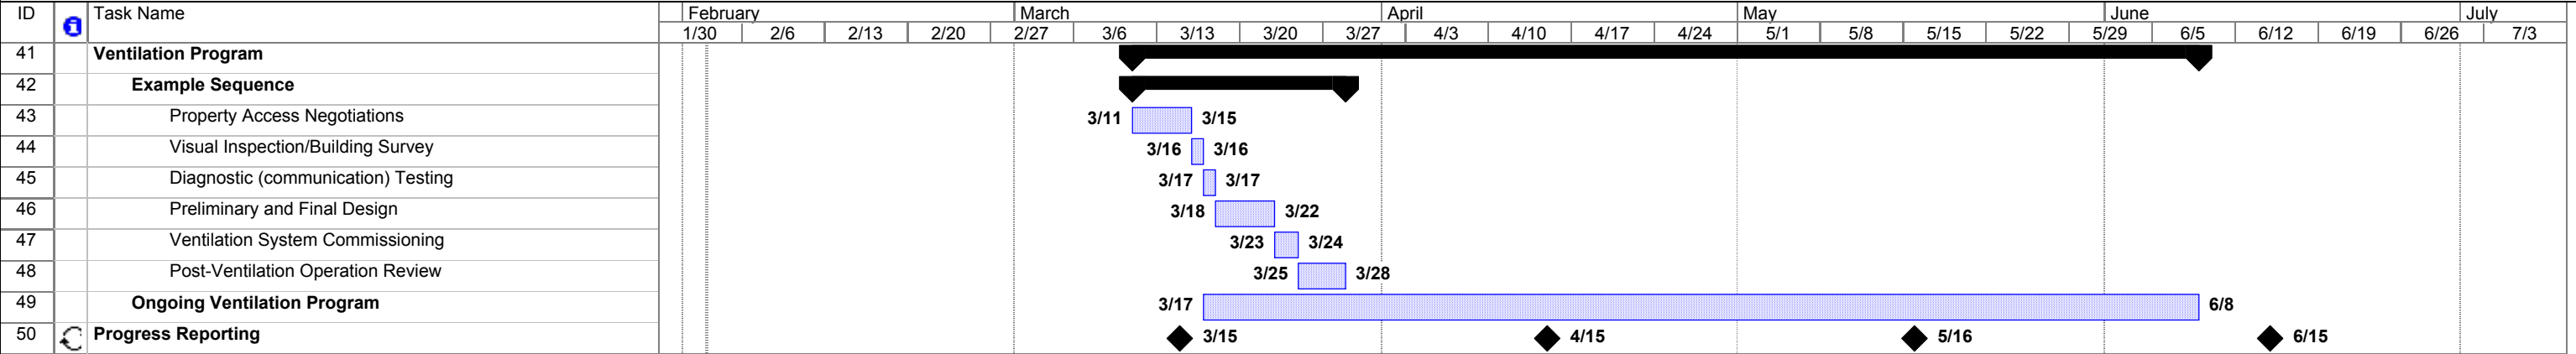 ID Task Name February March April May June July
1/30 2/6 2/13 2/20 2/27 3/6 3/13 3/20 3/27 4/3 4/10 4/17 4/24 5/1 5/8 5/15 5/22 5/29 6/5 6/12 6/19 6/26 7/3
41 Ventilation Program
42 Example Sequence
43 Property Access Negotiations 3/11 3/15
44 Visual Inspection/Building Survey 3/16 3/16
45 Diagnostic (communication) Testing 3/17 3/17
46 Preliminary and Final Design 3/18 3/22
47 Ventilation System Commissioning 3/23 3/24
48 Post-Ventilation Operation Review 3/25 3/28
49 Ongoing Ventilation Program 3/17 6/8
50 Progress Reporting 3/15 4/15 5/16 6/15